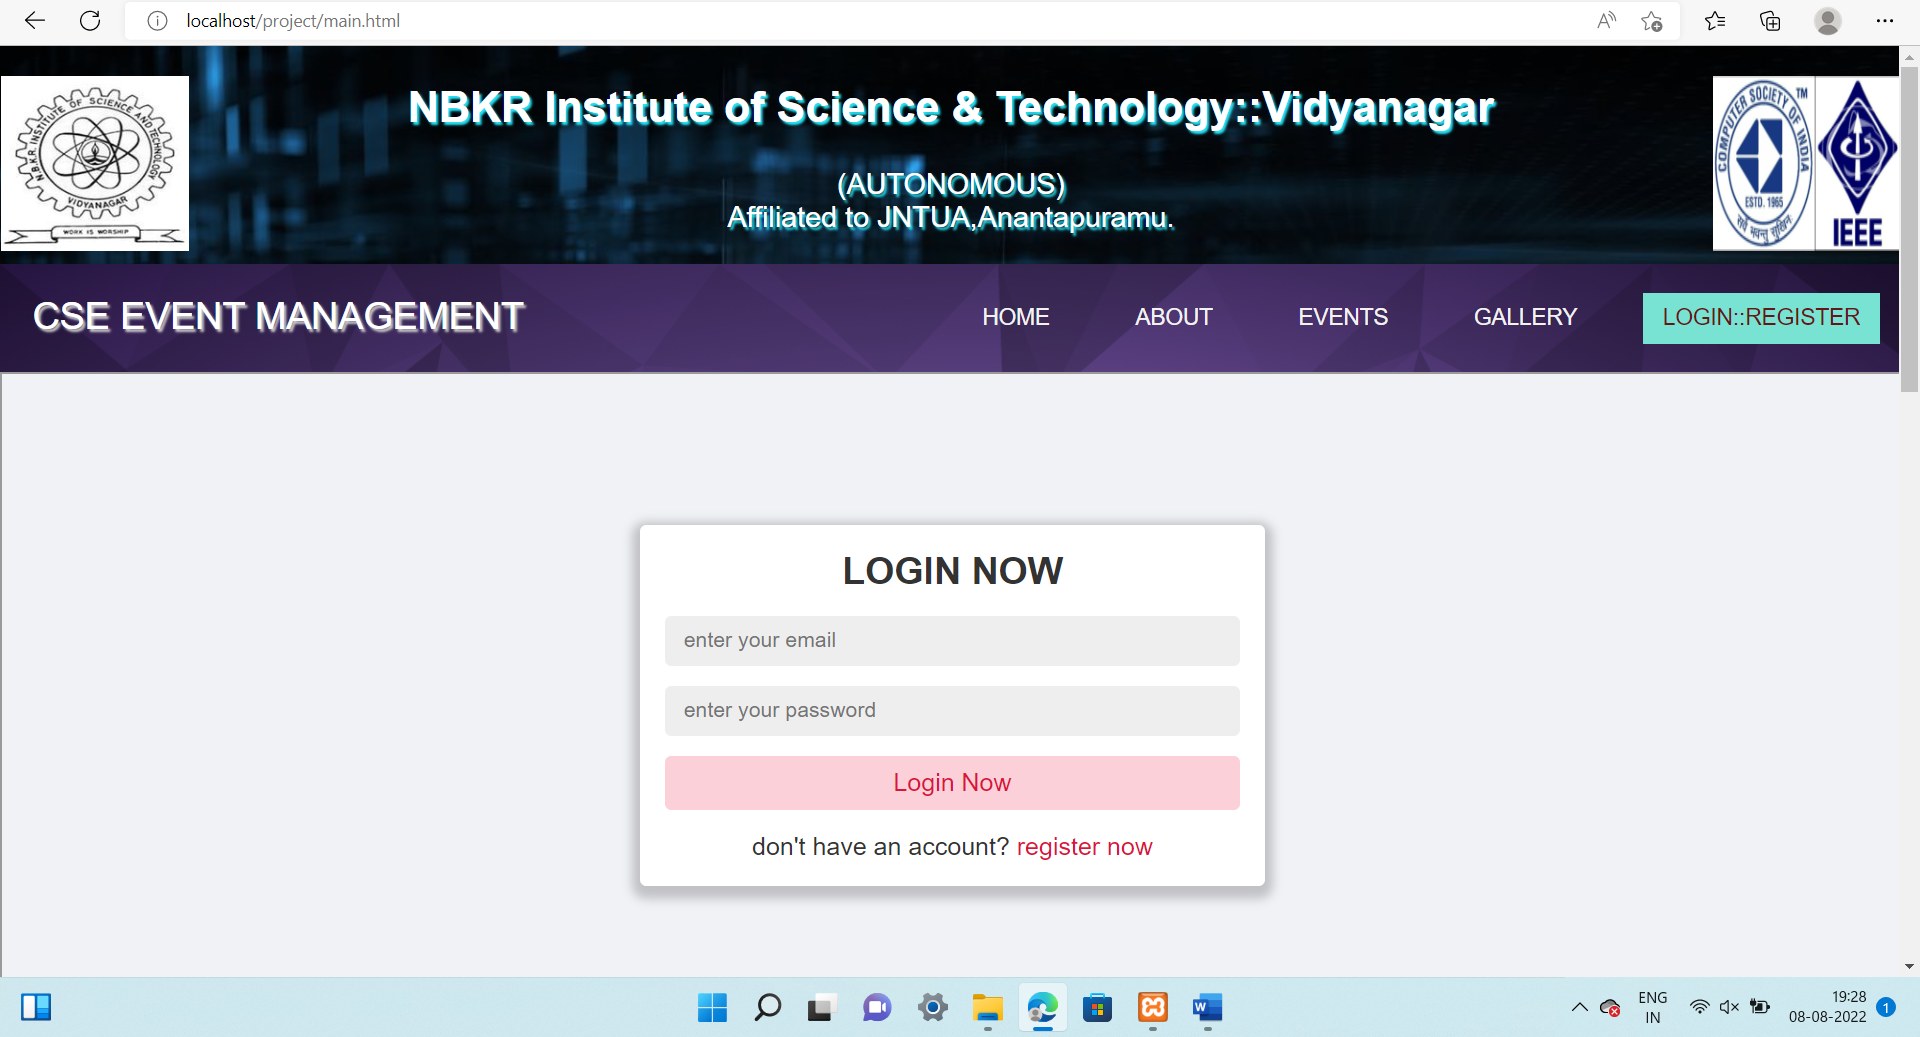 localhost/project/main.html
NBKR INSTITUTE OF SCIENCE AND TECHNOLOGY
VIDYANAGAR
WORK IS WORSHIP
NBKR Institute of Science & Technology::Vidyanagar
(AUTONOMOUS)
Affiliated to JNTUA,Anantapuramu.
COMPUTER SOCIETY OF INDIA
TM
ESTD. 1965
सर्वे भवन्तु सुखिनः
IEEE
CSE EVENT MANAGEMENT
HOME
ABOUT
EVENTS
GALLERY
LOGIN::REGISTER
LOGIN NOW
enter your email
enter your password
Login Now
don't have an account? register now
ENG
IN
19:28
08-08-2022
1